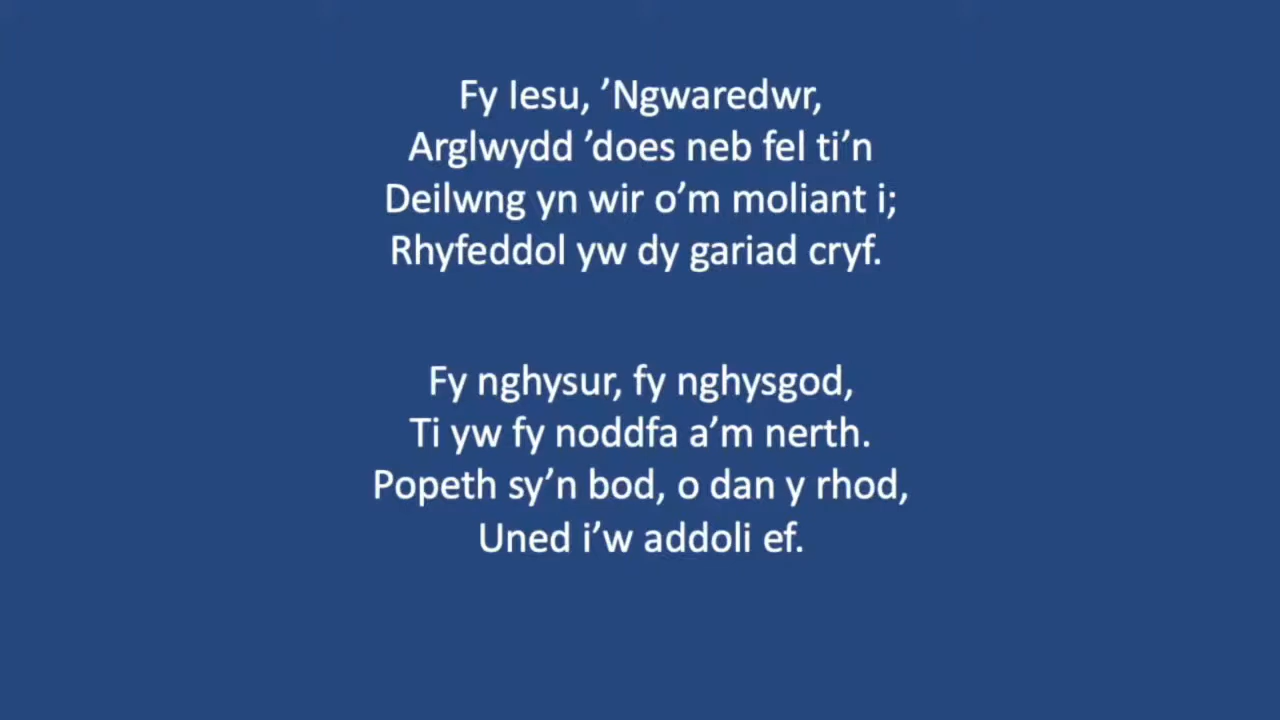 Fy Iesu, ’Ngwaredwr,
Arglwydd ’does neb fel ti’n
Deilwng yn wir o’m moliant i;
Rhyfeddol yw dy gariad cryf.
Fy nghysur, fy nghysgod,
Ti yw fy noddfa a’m nerth.
Popeth sy’n bod, o dan y rhod,
Uned i’w addoli ef.